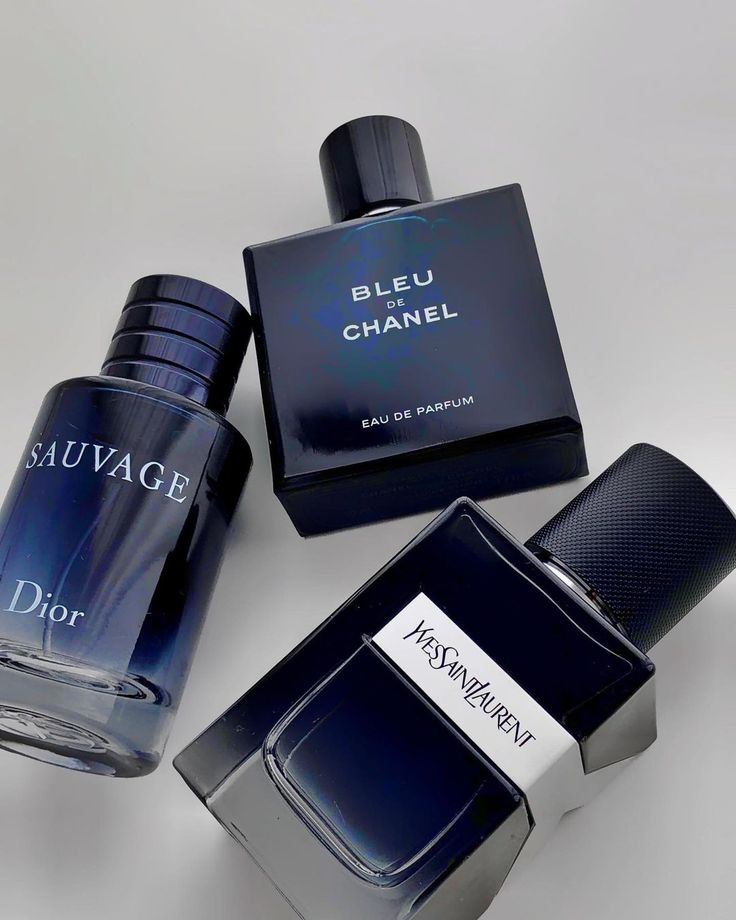 BLEU
DE
CHANEL
EAU DE PARFUM
SAUVAGE
Dior
YVESSAINTLAURENT